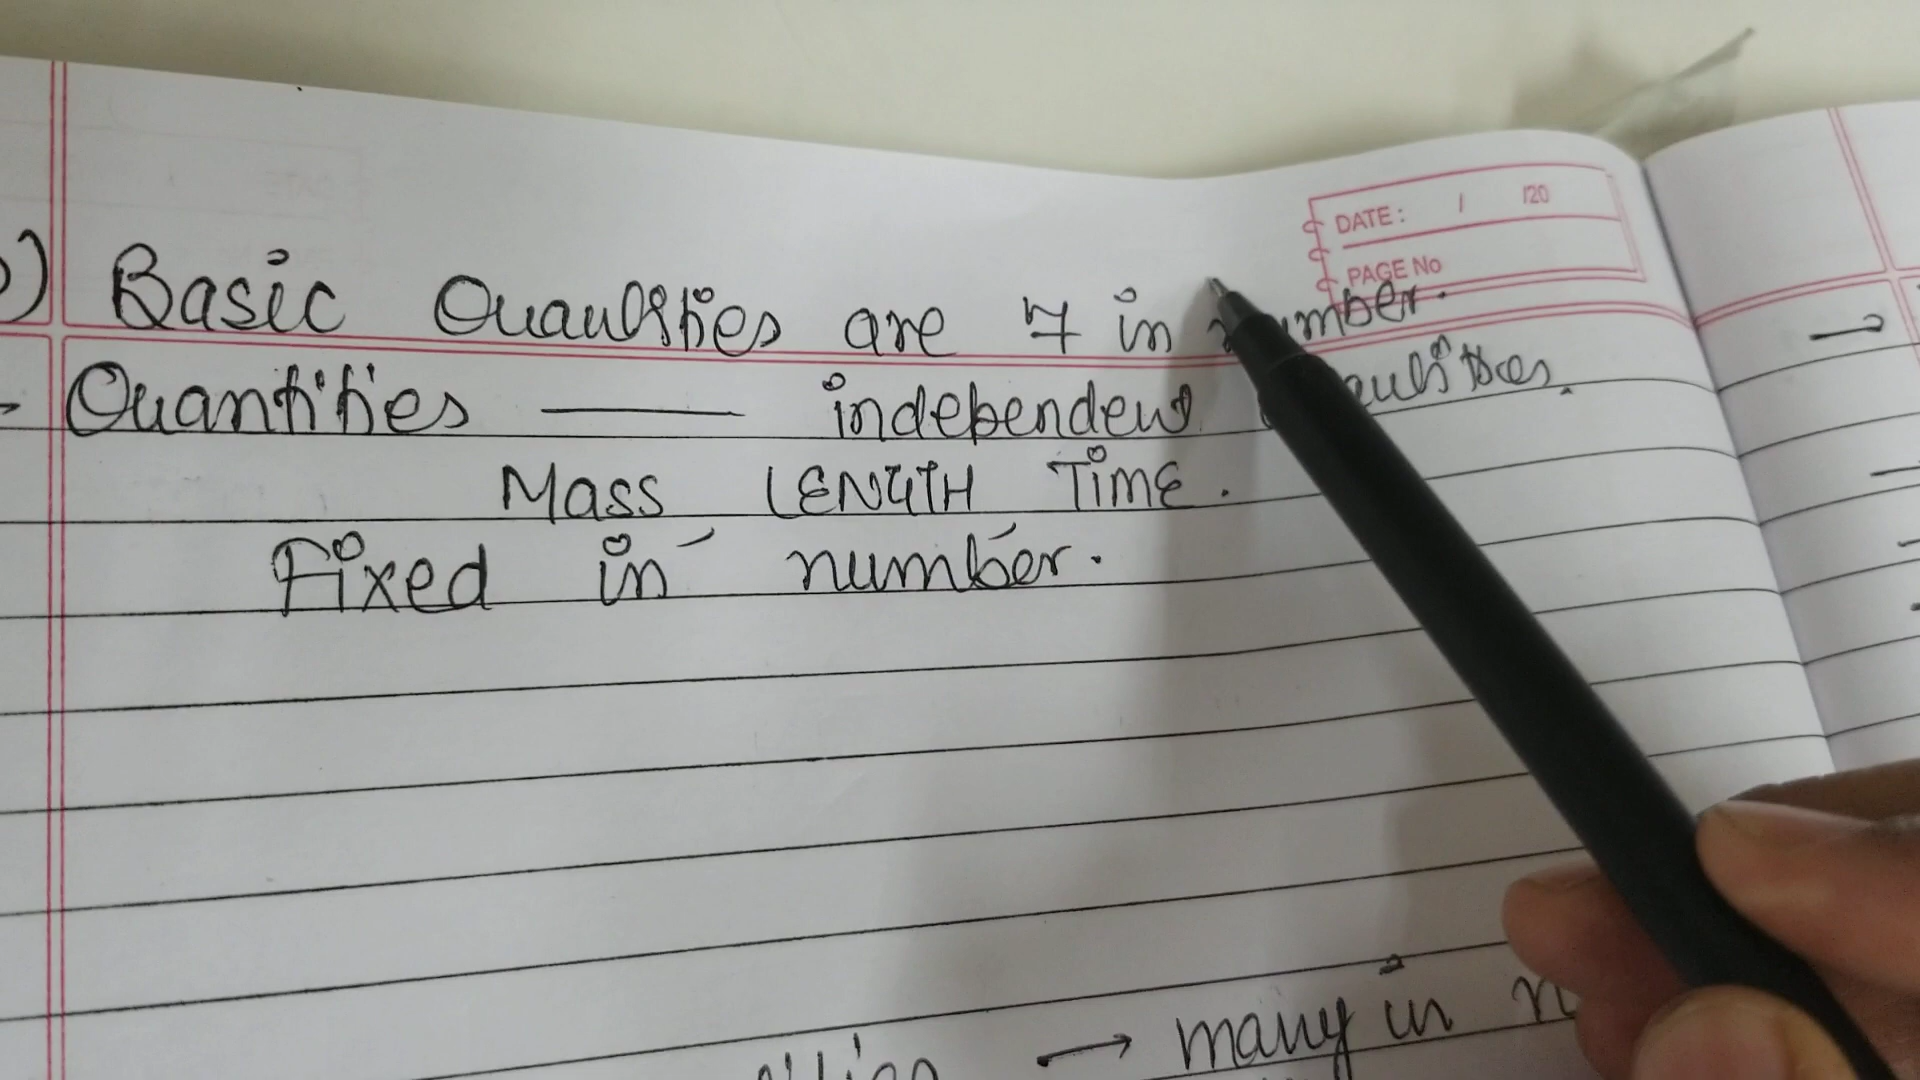 DATE: / /20
PAGE No
) Basic Quantities are 7 in number.
- Quantities — independent
Mass LENGTH TIME.
Fixed in number.
→ many in